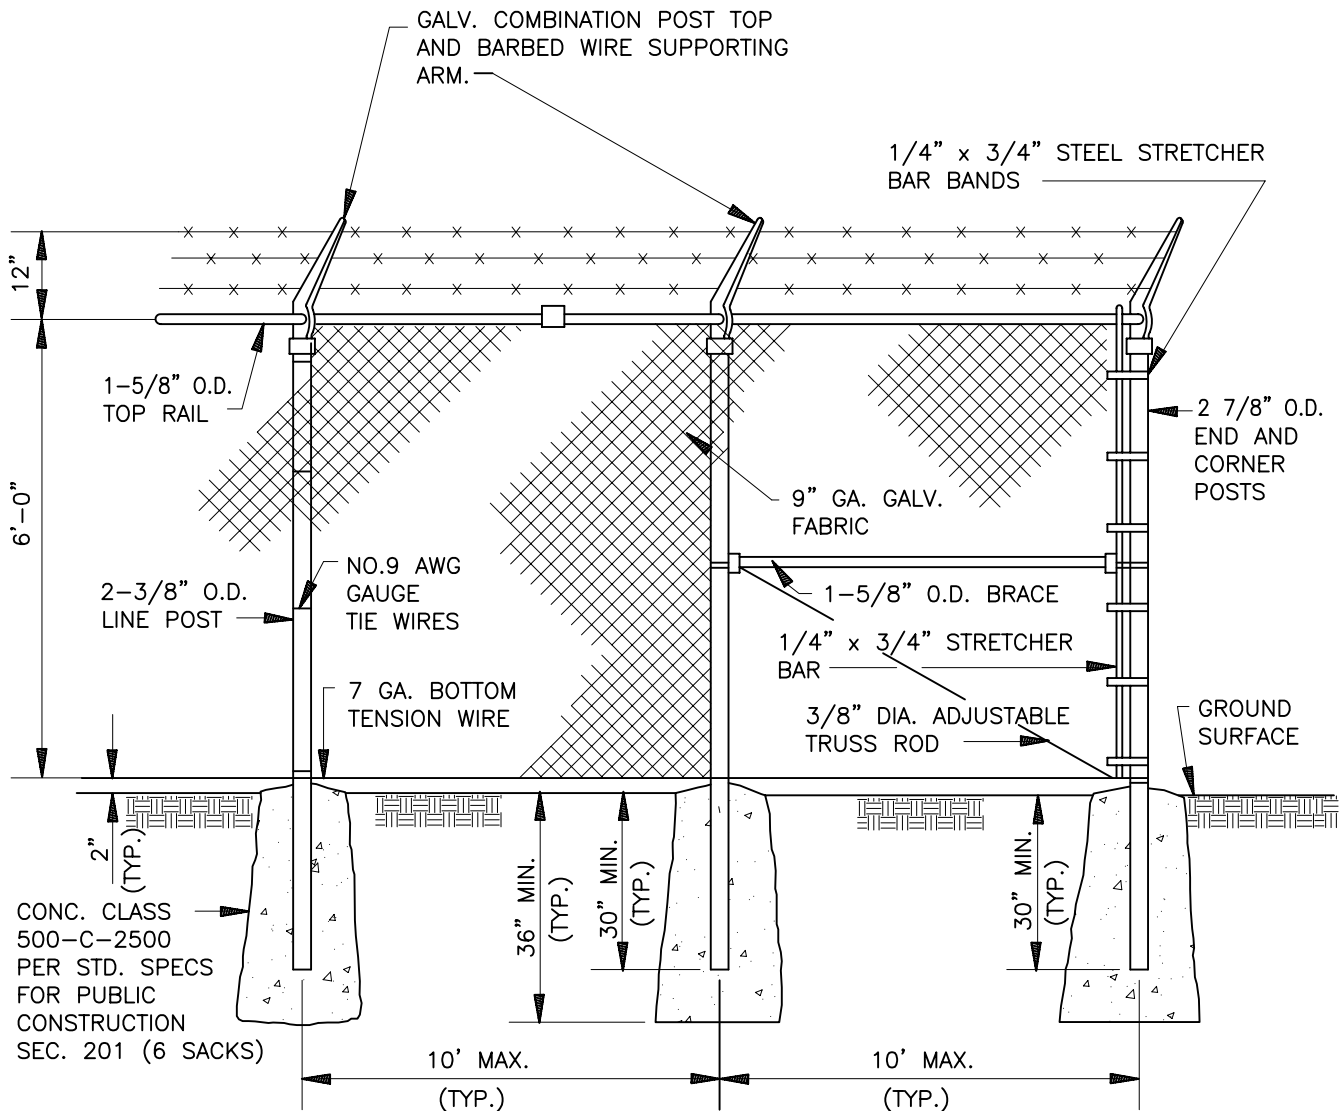 GALV. COMBINATION POST TOP
AND BARBED WIRE SUPPORTING
ARM.
1/4" x 3/4" STEEL STRETCHER
BAR BANDS
12"
6'-0"
1-5/8" O.D.
TOP RAIL
2 7/8" O.D.
END AND
CORNER
POSTS
9" GA. GALV.
FABRIC
NO.9 AWG
GAUGE
TIE WIRES
2-3/8" O.D.
LINE POST
1-5/8" O.D. BRACE
1/4" x 3/4" STRETCHER
BAR
7 GA. BOTTOM
TENSION WIRE
3/8" DIA. ADJUSTABLE
TRUSS ROD
GROUND
SURFACE
2"
(TYP.)
36" MIN.
(TYP.)
30" MIN.
(TYP.)
30" MIN.
(TYP.)
CONC. CLASS
500-C-2500
PER STD. SPECS
FOR PUBLIC
CONSTRUCTION
SEC. 201 (6 SACKS)
10' MAX.
(TYP.)
10' MAX.
(TYP.)